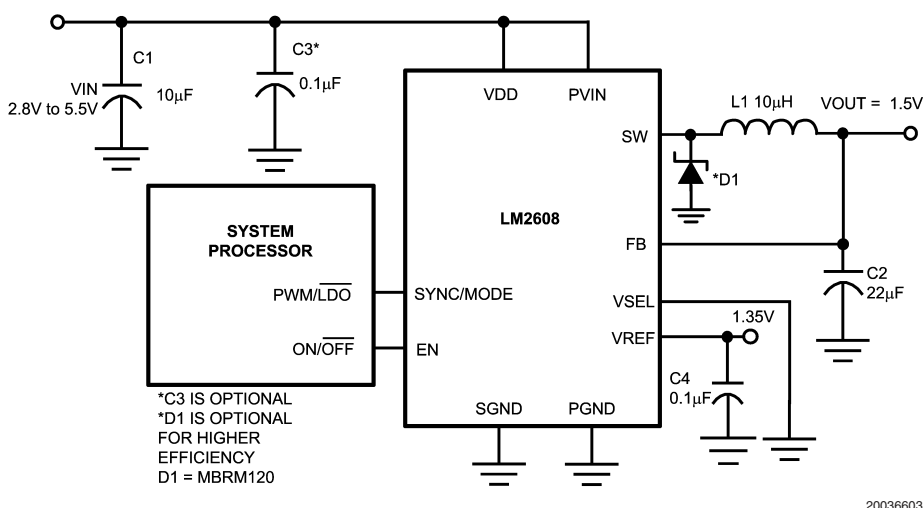 C1
VIN
2.8V to 5.5V
10µF
C3*
0.1µF
VDD
PVIN
SW
L1 10µH
VOUT = 1.5V
*D1
LM2608
SYSTEM
PROCESSOR
FB
PWM/LDO
SYNC/MODE
VSEL
C2
22µF
1.35V
VREF
ON/OFF
EN
C4
0.1µF
SGND
PGND
*C3 IS OPTIONAL
*D1 IS OPTIONAL
FOR HIGHER
EFFICIENCY
D1 = MBRM120
20036603